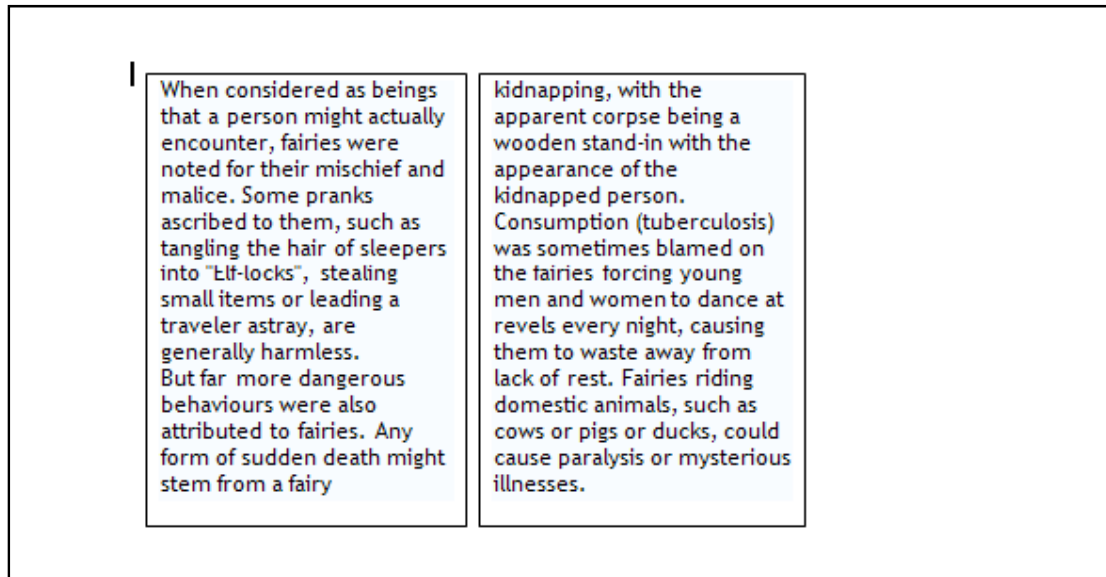 When considered as beings
that a person might actually
encounter, fairies were
noted for their mischief and
malice. Some pranks
ascribed to them, such as
tangling the hair of sleepers
into "Elf-locks", stealing
small items or leading a
traveler astray, are
generally harmless.
But far more dangerous
behaviours were also
attributed to fairies. Any
form of sudden death might
stem from a fairy
kidnapping, with the
apparent corpse being a
wooden stand-in with the
appearance of the
kidnapped person.
Consumption (tuberculosis)
was sometimes blamed on
the fairies forcing young
men and women to dance at
revels every night, causing
them to waste away from
lack of rest. Fairies riding
domestic animals, such as
cows or pigs or ducks, could
cause paralysis or mysterious
illnesses.